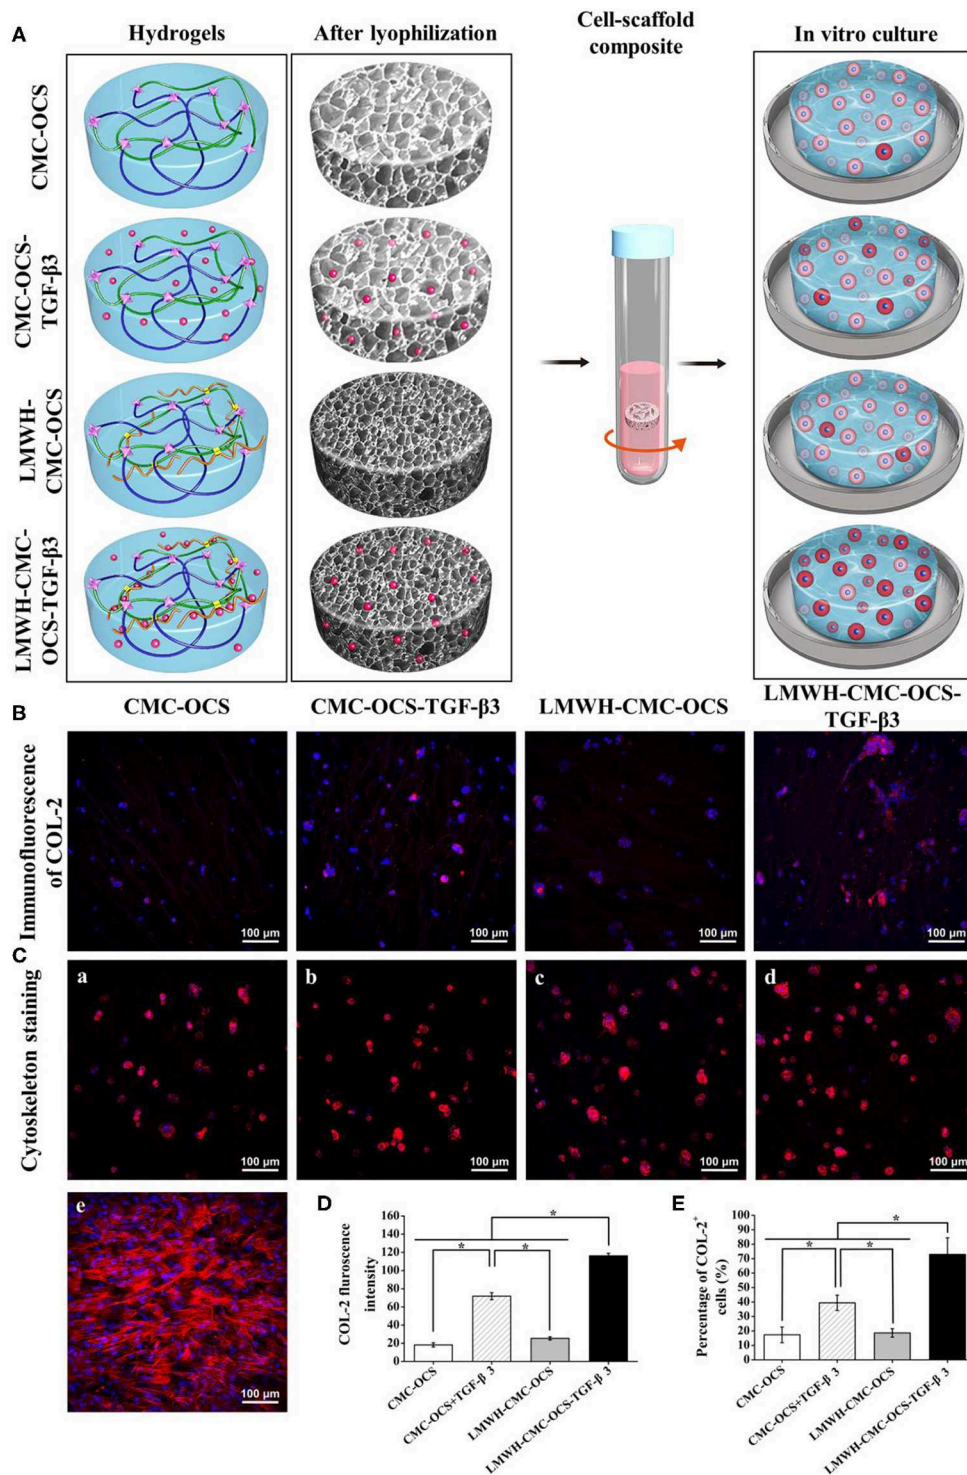 A
Hydrogels
After lyophilization
Cell-scaffold
composite
In vitro culture
CMC-OCS
CMC-OCS-
TGF-β3
LMWH-
CMC-OCS
LMWH-CMC-
OCS-TGF-β3
B
CMC-OCS
CMC-OCS-TGF-β3
LMWH-CMC-OCS
LMWH-CMC-OCS-
TGF-β3
Immunofluorescence
of COL-2
100 µm
100 µm
100 µm
100 µm
C
Cytoskeleton staining
a
b
c
d
100 µm
100 µm
100 µm
100 µm
e
100 µm
D
COL-2 fluroscence
intensity
160
140
120
100
80
60
40
20
0
*
*
*
CMC-OCS
CMC-OCS+TGF-β 3
LMWH-CMC-OCS
LMWH-CMC-OCS-TGF-β 3
E
Percentage of COL-2+
cells (%)
100
90
80
70
60
50
40
30
20
10
0
*
*
*
CMC-OCS
CMC-OCS+TGF-β 3
LMWH-CMC-OCS
LMWH-CMC-OCS-TGF-β 3